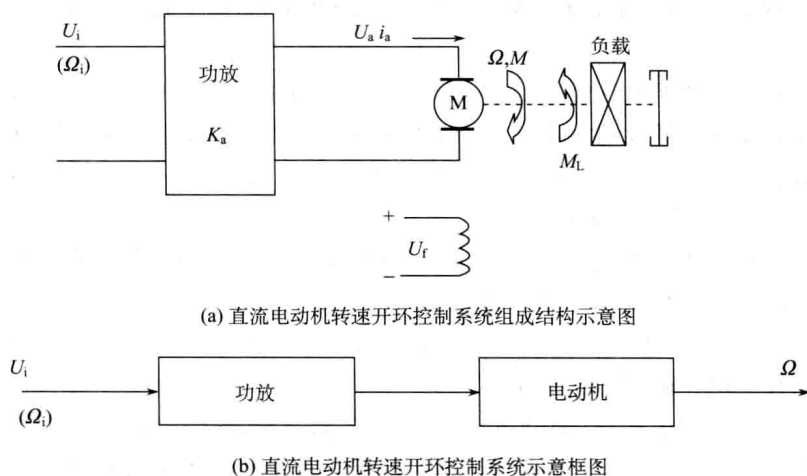 U_i
(Ω_i)
功放
K_a
U_a i_a
M
Ω,M
M_L
负载
+
U_f
−
(a) 直流电动机转速开环控制系统组成结构示意图
U_i
(Ω_i)
功放
电动机
Ω
(b) 直流电动机转速开环控制系统示意框图